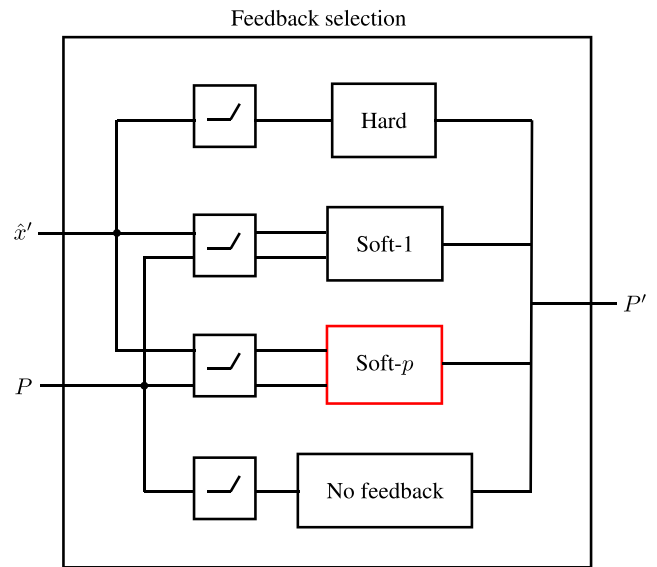 Feedback selection
Hard
x̂′
Soft-1
P′
Soft-p
P
No feedback